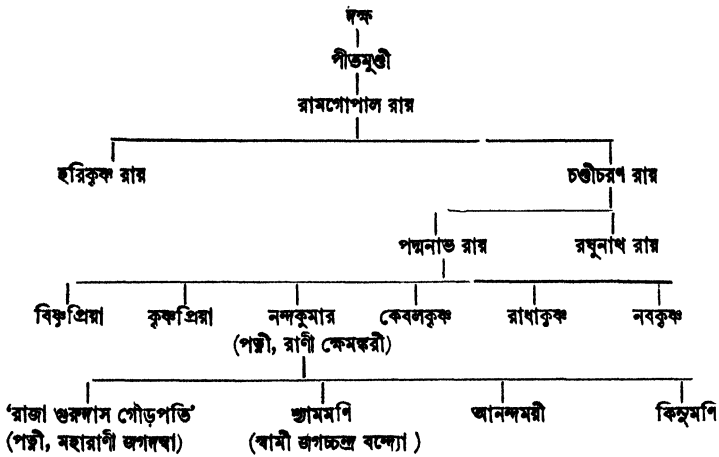 দক্ষ
পীতমুণ্ডী
রামগোপাল রায়
হরিকৃষ্ণ রায় চণ্ডীচরণ রায়
পদ্মনাভ রায় রঘুনাথ রায়
বিষ্ণুপ্রিয়া কৃষ্ণপ্রিয়া নন্দকুমার কেবলকৃষ্ণ রাধাকৃষ্ণ নবকৃষ্ণ
(পত্নী, রাণী ক্ষেমঙ্করী)
‘রাজা গুরুদাস গৌড়পতি’ শ্যামমণি আনন্দময়ী কিনুমণি
(পত্নী, মহারাণী জগদম্বা) (স্বামী জগচ্চন্দ্র বন্দ্যো)